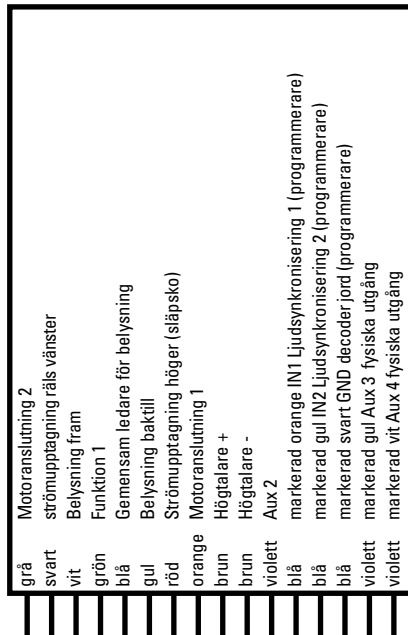 grå Motoranslutning 2
svart strömupptagning räls vänster
vit Belysning fram
grön Funktion 1
blå Gemensam ledare för belysning
gul Belysning baktill
röd Strömupptagning höger (släpsko)
orange Motoranslutning 1
brun Högtalare +
brun Högtalare -
violett Aux 2
blå markerad orange IN1 Ljudsynkronisering 1 (programmerare)
blå markerad gul IN2 Ljudsynkronisering 2 (programmerare)
blå markerad svart GND decoder jord (programmerare)
violett markerad gul Aux 3 fysiska utgång
violett markerad vit Aux 4 fysiska utgång